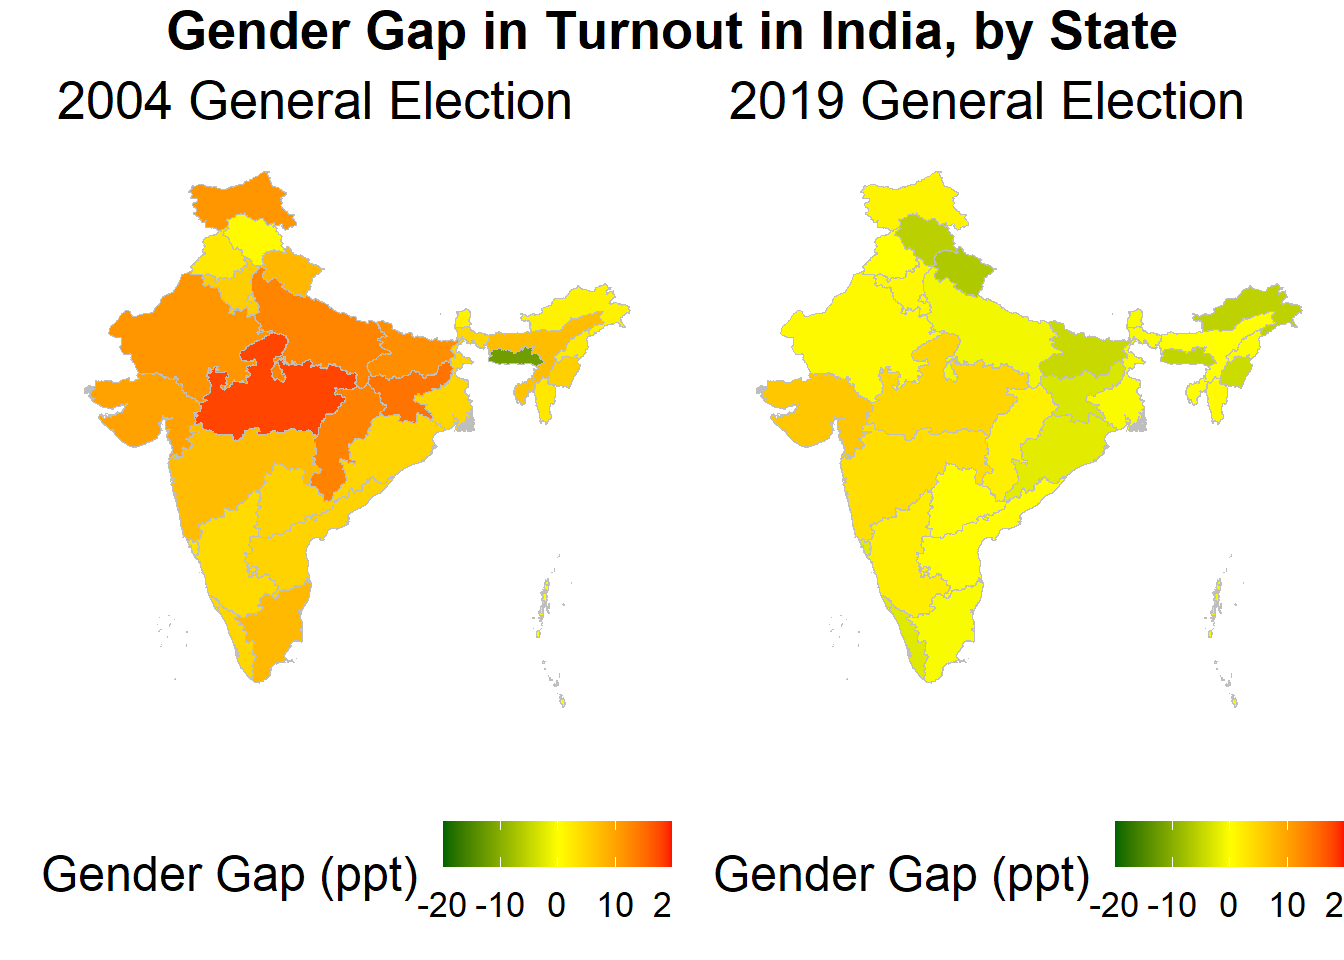 Gender Gap in Turnout in India, by State
2004 General Election
2019 General Election
Gender Gap (ppt)
-20 -10 0 10 2
Gender Gap (ppt)
-20 -10 0 10 2